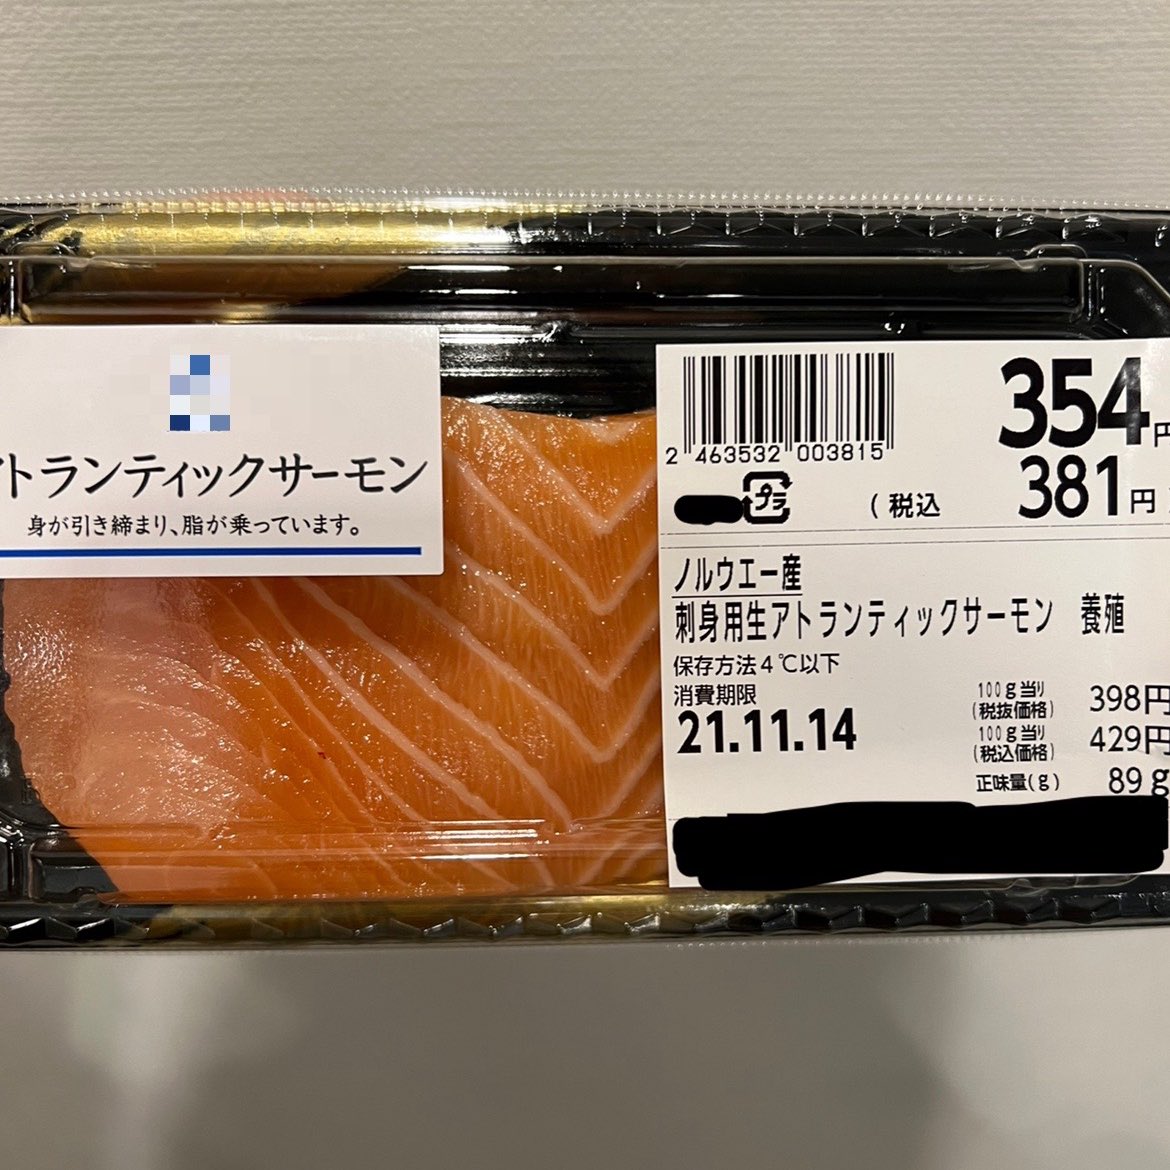 アトランティックサーモン
身が引き締まり、脂が乗っています。
2 463532 003815
354円
プラ
(税込 381円
ノルウエー産
刺身用生アトランティックサーモン 養殖
保存方法4℃以下
消費期限
21.11.14
100g当り
(税抜価格) 398円
100g当り
(税込価格) 429円
正味量(g) 89g